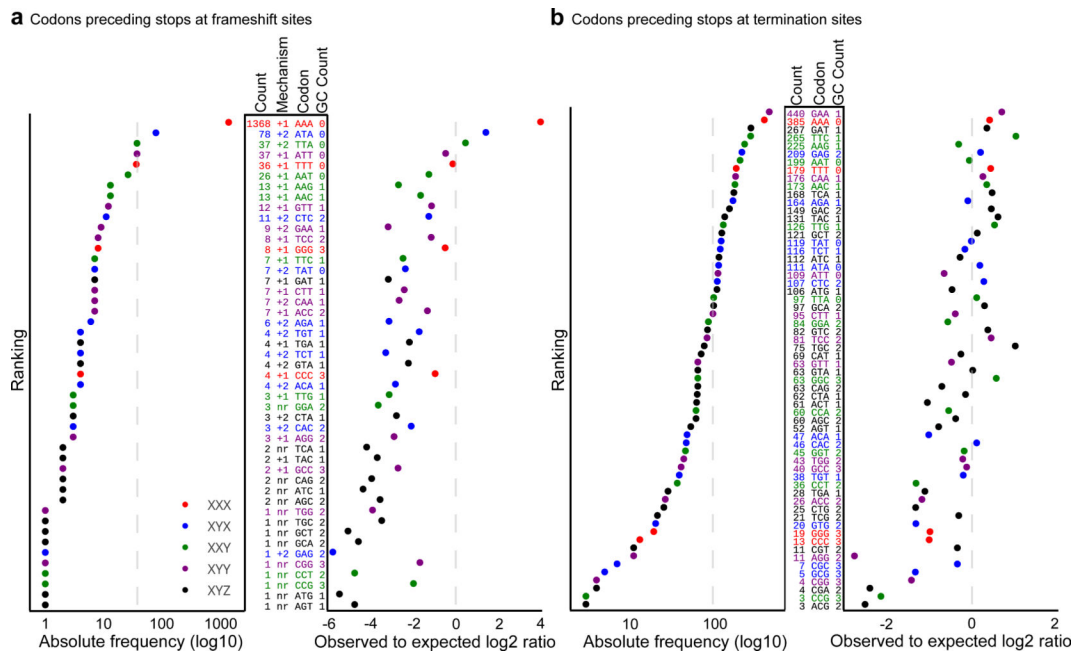 a Codons preceding stops at frameshift sites
Count Mechanism Codon GC Count
1368 +1 AAA 0
78 +2 ATA 0
37 +2 TTA 0
37 +1 ATT 0
36 +1 TTT 0
26 +1 AAT 0
13 +1 AAG 1
13 +1 AAC 1
12 +1 GTT 1
11 +2 CTC 2
9 +2 GAA 1
8 +1 TCC 2
8 +1 GGG 3
7 +1 TTC 1
7 +2 TAT 0
7 +1 GAT 1
7 +1 CTT 1
7 +2 CAA 1
7 +1 ACC 2
6 +2 AGA 1
4 +2 TGT 1
4 +1 TGA 1
4 +2 TCT 1
4 +2 GTA 1
4 +1 CCC 3
4 +2 ACA 1
3 +1 TTG 1
3 nr GGA 2
3 +2 CTA 1
3 +2 CAC 2
3 +1 AGG 2
2 nr TCA 1
2 +1 TAC 1
2 +1 GCC 3
2 nr CAG 2
2 nr ATC 1
2 nr AGC 2
1 nr TGG 2
1 nr TGC 2
1 nr GCT 2
1 nr GCA 2
1 +2 GAG 2
1 nr CGG 3
1 nr CCT 2
1 nr CCG 3
1 nr ATG 1
1 nr AGT 1
Ranking
XXX
XYX
XXY
XYY
XYZ
1 10 100 1000
Absolute frequency (log10)
-6 -4 -2 0 2 4
Observed to expected log2 ratio
b Codons preceding stops at termination sites
Count Codon GC Count
440 GAA 1
385 AAA 0
267 GAT 1
265 TTC 1
225 AAG 1
209 GAG 2
199 AAT 0
179 TTT 0
176 CAA 1
173 AAC 1
168 TCA 1
164 AGA 1
149 GAC 2
131 TAC 1
126 TTG 1
121 GCT 2
119 TAT 0
116 TCT 1
112 ATC 1
111 ATA 0
109 ATT 0
107 CTC 2
106 ATG 1
97 TTA 0
97 GCA 2
95 CTT 1
84 GGA 2
82 GTC 2
81 TCC 2
75 TGC 2
69 CAT 1
63 GTT 1
63 GTA 1
63 GGC 3
63 CAG 2
62 CTA 1
61 ACT 1
60 CCA 2
60 AGC 2
52 AGT 1
47 ACA 1
46 CAC 2
45 GGT 2
43 TGG 2
40 GCC 3
38 TGT 1
36 CCT 2
28 TGA 1
26 ACC 2
25 CTG 2
21 TCG 2
20 GTG 2
19 GGG 3
13 CCC 3
11 CGT 2
11 AGG 2
7 CGC 3
5 GCG 3
4 CGG 3
4 CGA 2
3 CCG 3
3 ACG 2
Ranking
10 100
Absolute frequency (log10)
-2 0 2
Observed to expected log2 ratio